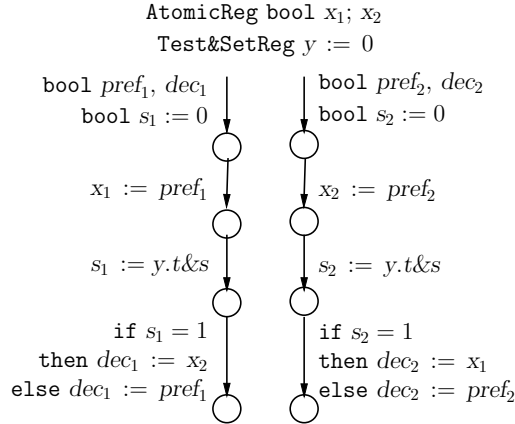 AtomicReg bool x₁; x₂
Test&SetReg y := 0
bool pref₁, dec₁
bool s₁ := 0
x₁ := pref₁
s₁ := y.t&s
if s₁ = 1
then dec₁ := x₂
else dec₁ := pref₁
bool pref₂, dec₂
bool s₂ := 0
x₂ := pref₂
s₂ := y.t&s
if s₂ = 1
then dec₂ := x₁
else dec₂ := pref₂